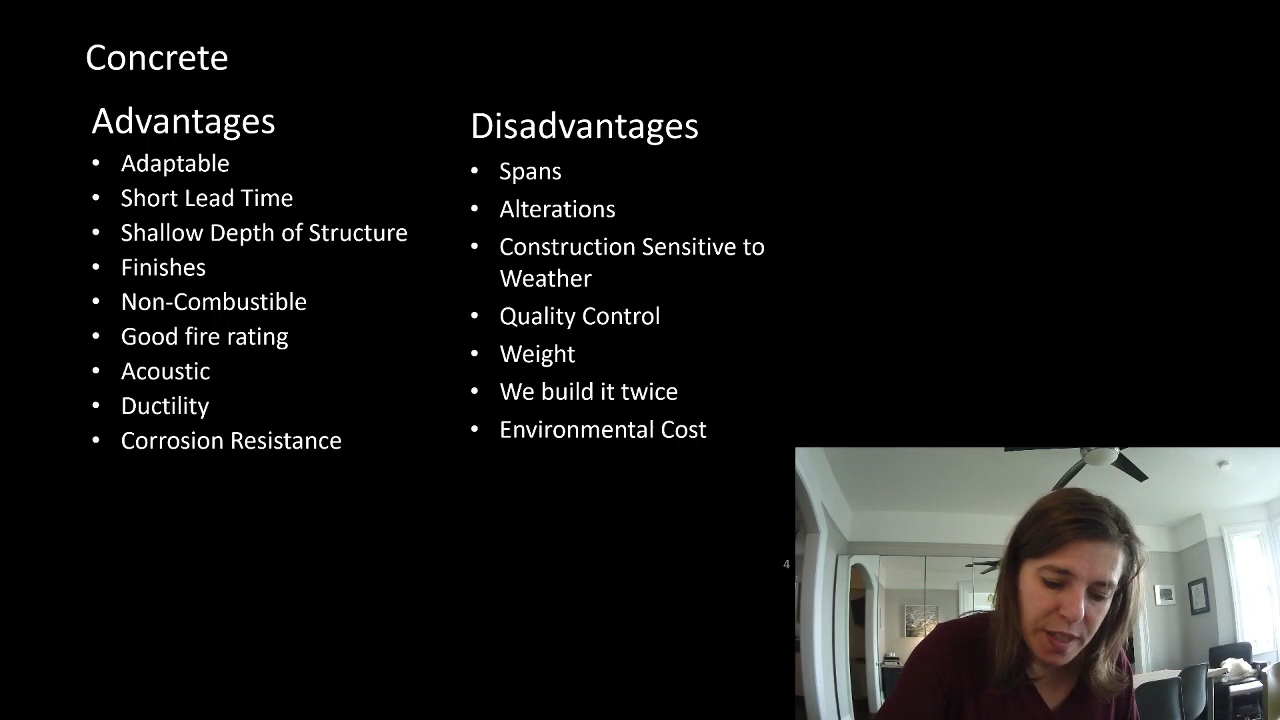 Concrete
Advantages
• Adaptable
• Short Lead Time
• Shallow Depth of Structure
• Finishes
• Non-Combustible
• Good fire rating
• Acoustic
• Ductility
• Corrosion Resistance
Disadvantages
• Spans
• Alterations
• Construction Sensitive to
Weather
• Quality Control
• Weight
• We build it twice
• Environmental Cost
4